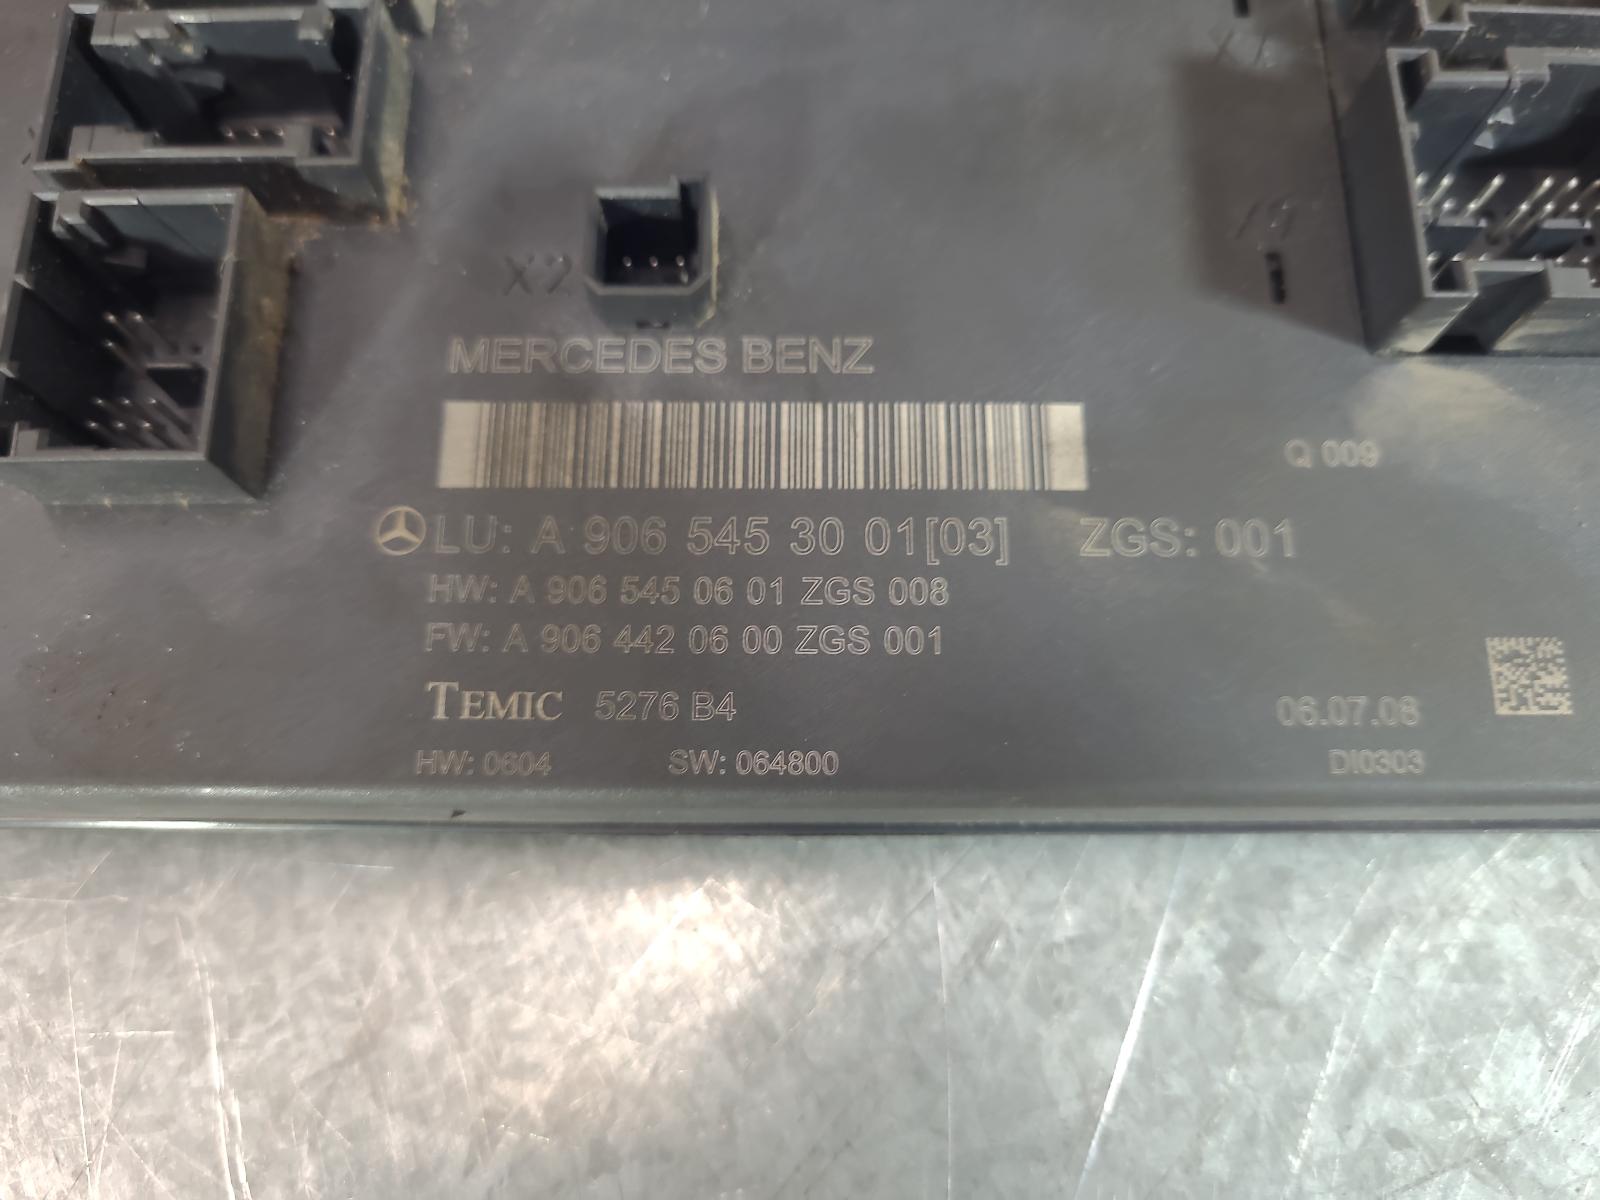 X2
MERCEDES BENZ
Q 009
LU: A 906 545 30 01[03] ZGS: 001
HW: A 906 545 06 01 ZGS 008
FW: A 906 442 06 00 ZGS 001
TEMIC 5276 B4 06.07.08
HW: 0604 SW: 064800 DI0303